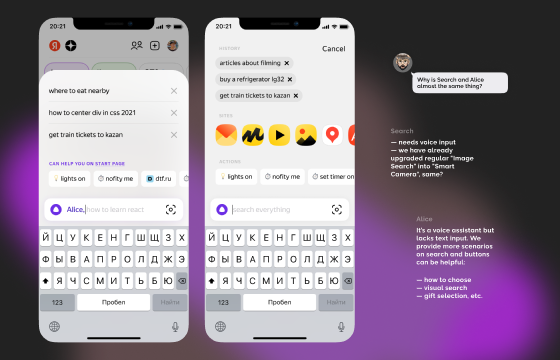 20:21
Я
where to eat nearby
how to center div in css 2021
get train tickets to kazan
CAN HELP YOU ON START PAGE
lights on
nofity me
D dtf.ru
Alice, how to learn react
Й Ц У К Е Н Г Ш Щ З Х
Ф Ы В А П Р О Л Д Ж Э
Я Ч С М И Т Ь Б Ю
123 Пробел Найти
20:21
HISTORY
Cancel
articles about filming
buy a refrigerator lg32
get train tickets to kazan
SITES
ACTIONS
lights on
nofity me
set timer on
search everything
Й Ц У К Е Н Г Ш Щ З Х
Ф Ы В А П Р О Л Д Ж Э
Я Ч С М И Т Ь Б Ю
123 Пробел Найти
Why is Search and Alice
almost the same thing?
Search
— needs voice input
— we have already
upgraded regular "Image
Search" into "Smart
Camera", same?
Alice
It's a voice assistant but
lacks text input. We
provide more scenarios
on search and buttons
can be helpful:
— how to choose
— visual search
— gift selection, etc.